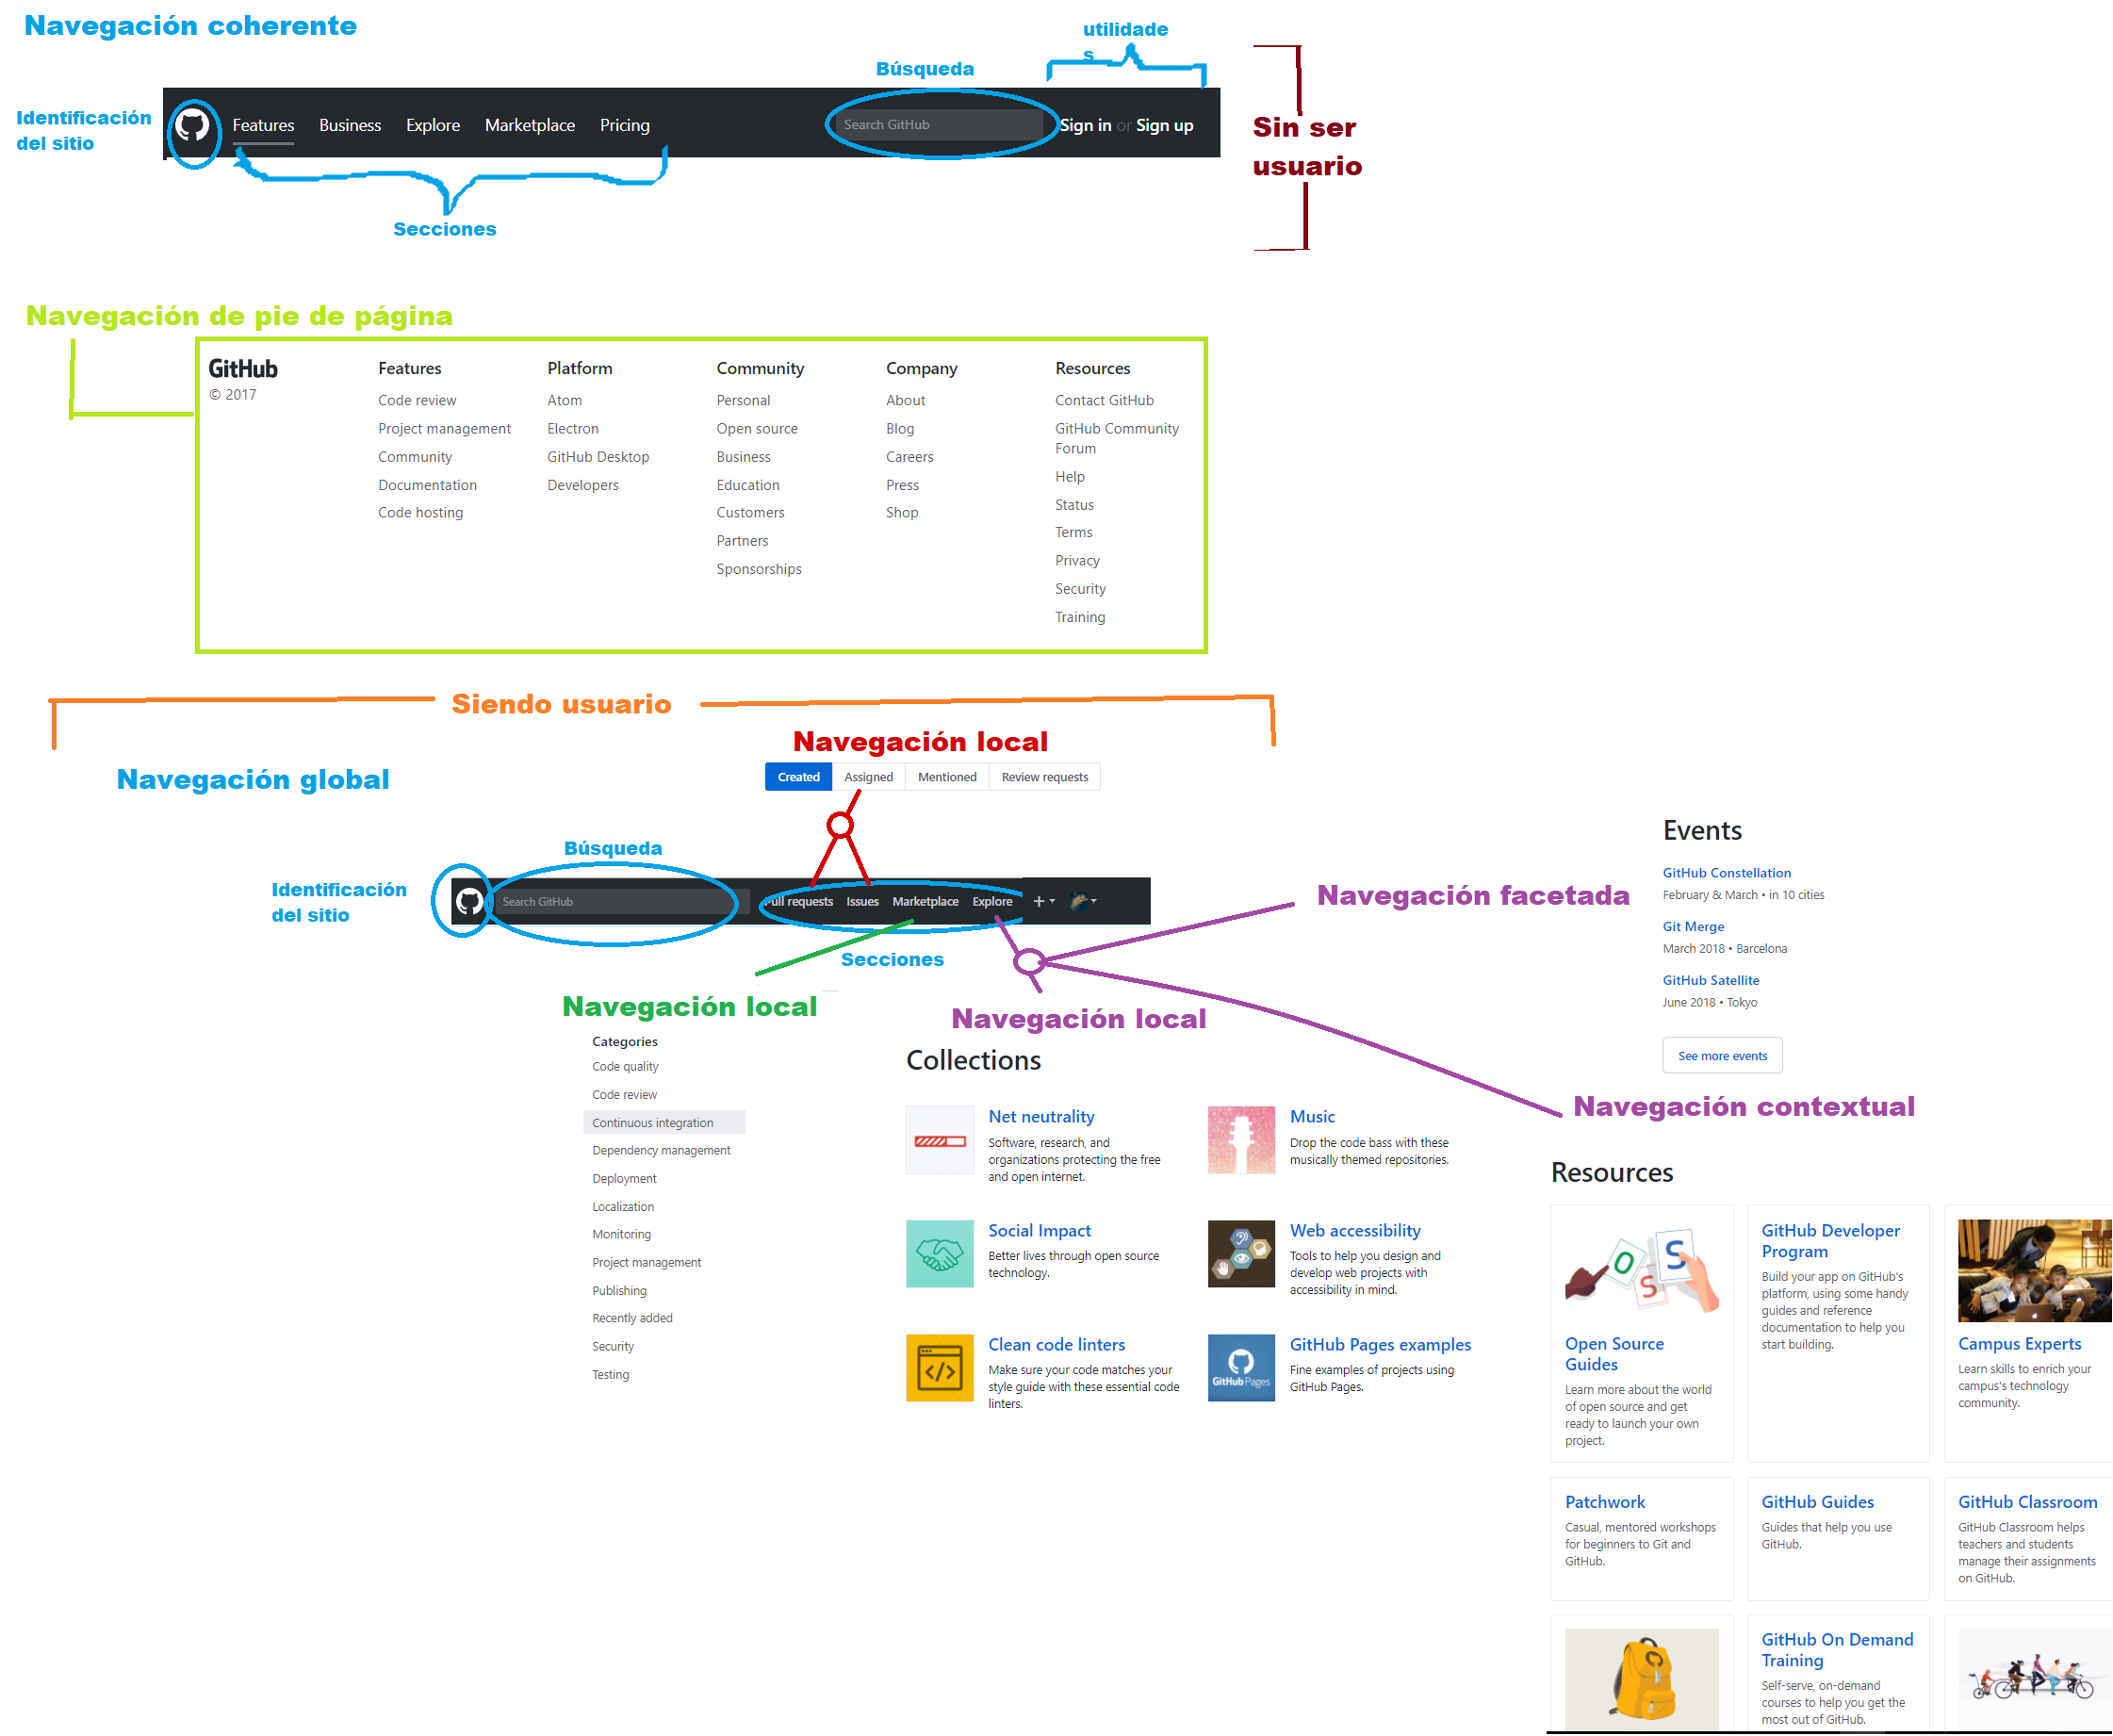 Navegación coherente
utilidade
s
Búsqueda
Identificación
del sitio
Features Business Explore Marketplace Pricing
Search GitHub
Sign in or Sign up
Sin ser
usuario
Secciones
Navegación de pie de página
GitHub
© 2017
Features
Code review
Project management
Community
Documentation
Code hosting
Platform
Atom
Electron
GitHub Desktop
Developers
Community
Personal
Open source
Business
Education
Customers
Partners
Sponsorships
Company
About
Blog
Careers
Press
Shop
Resources
Contact GitHub
GitHub Community
Forum
Help
Status
Terms
Privacy
Security
Training
Siendo usuario
Navegación local
Created Assigned Mentioned Review requests
Navegación global
Búsqueda
Identificación
del sitio
Search GitHub
Pull requests Issues Marketplace Explore
Secciones
Navegación facetada
Events
GitHub Constellation
February & March • in 10 cities
Git Merge
March 2018 • Barcelona
GitHub Satellite
June 2018 • Tokyo
See more events
Navegación local
Categories
Code quality
Code review
Continuous integration
Dependency management
Deployment
Localization
Monitoring
Project management
Publishing
Recently added
Security
Testing
Navegación local
Collections
Net neutrality
Software, research, and
organizations protecting the free
and open internet.
Music
Drop the code bass with these
musically themed repositories.
Social Impact
Better lives through open source
technology.
Web accessibility
Tools to help you design and
develop web projects with
accessibility in mind.
Clean code linters
Make sure your code matches your
style guide with these essential code
linters.
GitHub Pages
GitHub Pages examples
Fine examples of projects using
GitHub Pages.
Navegación contextual
Resources
O S S
Open Source
Guides
Learn more about the world
of open source and get
ready to launch your own
project.
GitHub Developer
Program
Build your app on GitHub's
platform, using some handy
guides and reference
documentation to help you
start building.
Campus Experts
Learn skills to enrich your
campus's technology
community.
Patchwork
Casual, mentored workshops
for beginners to Git and
GitHub.
GitHub Guides
Guides that help you use
GitHub.
GitHub Classroom
GitHub Classroom helps
teachers and students
manage their assignments
on GitHub.
GitHub On Demand
Training
Self-serve, on-demand
courses to help you get the
most out of GitHub.